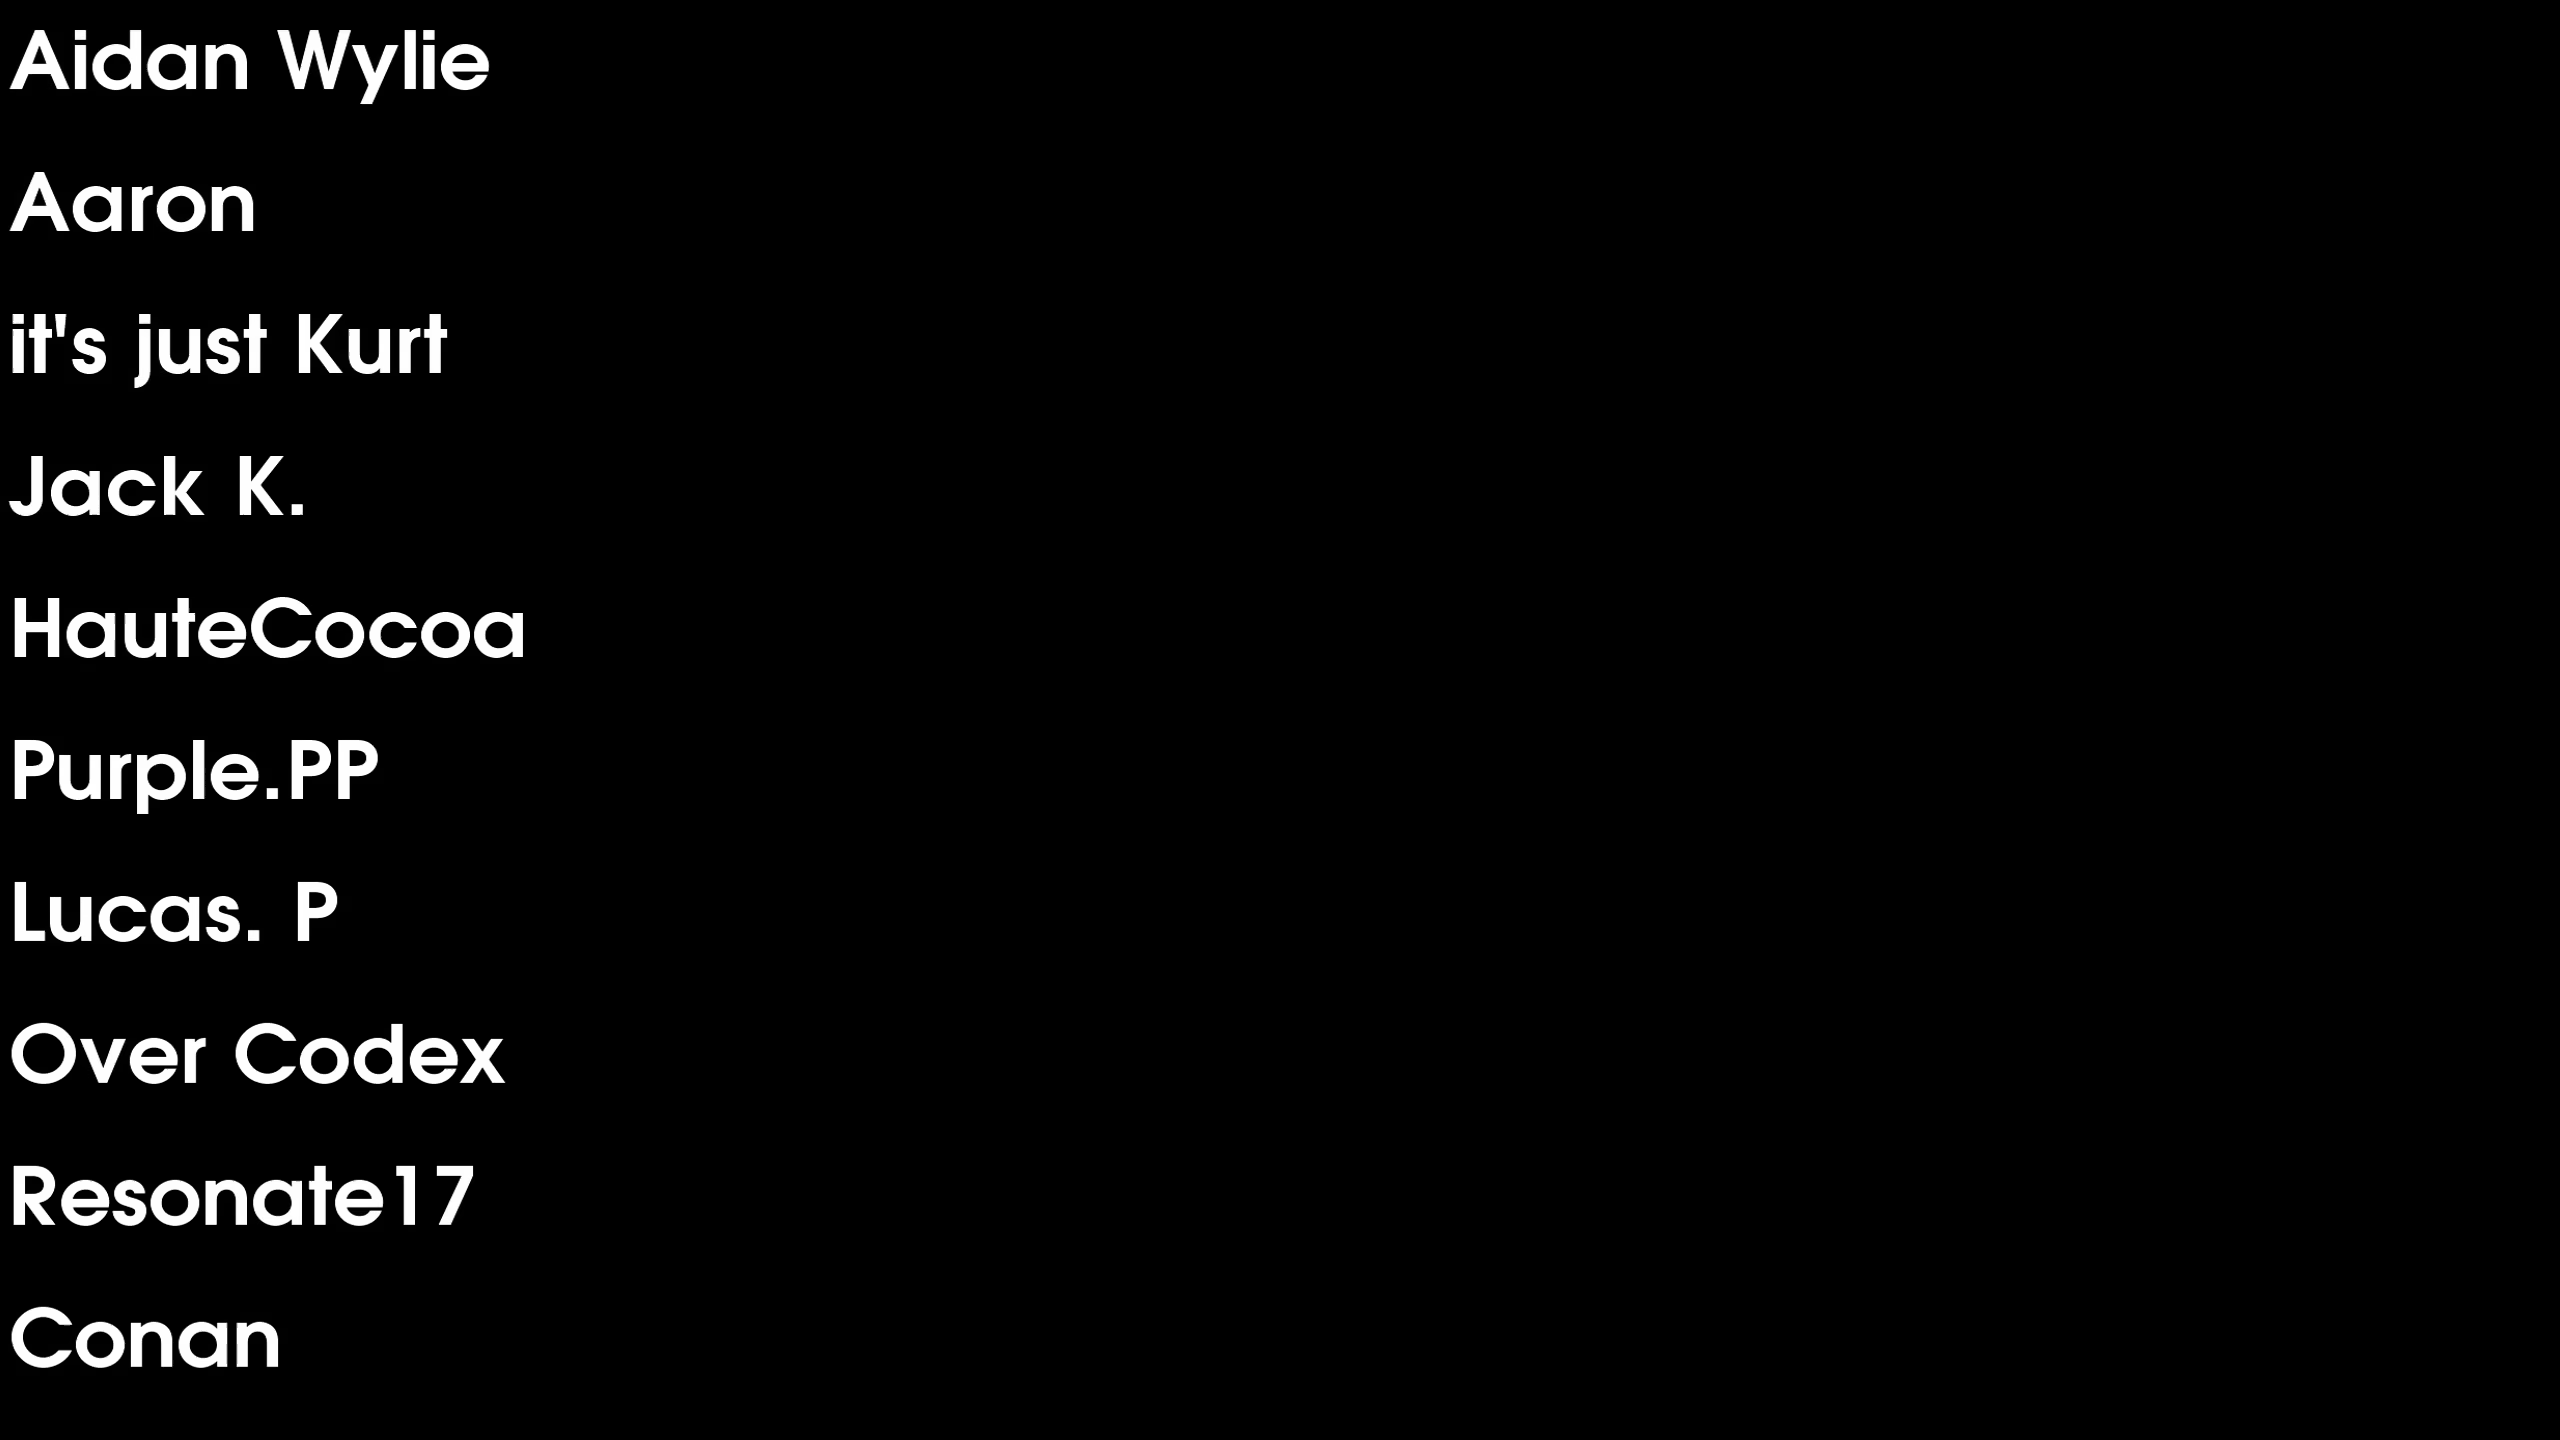 Aidan Wylie
Aaron
it's just Kurt
Jack K.
HauteCocoa
Purple.PP
Lucas. P
Over Codex
Resonate17
Conan